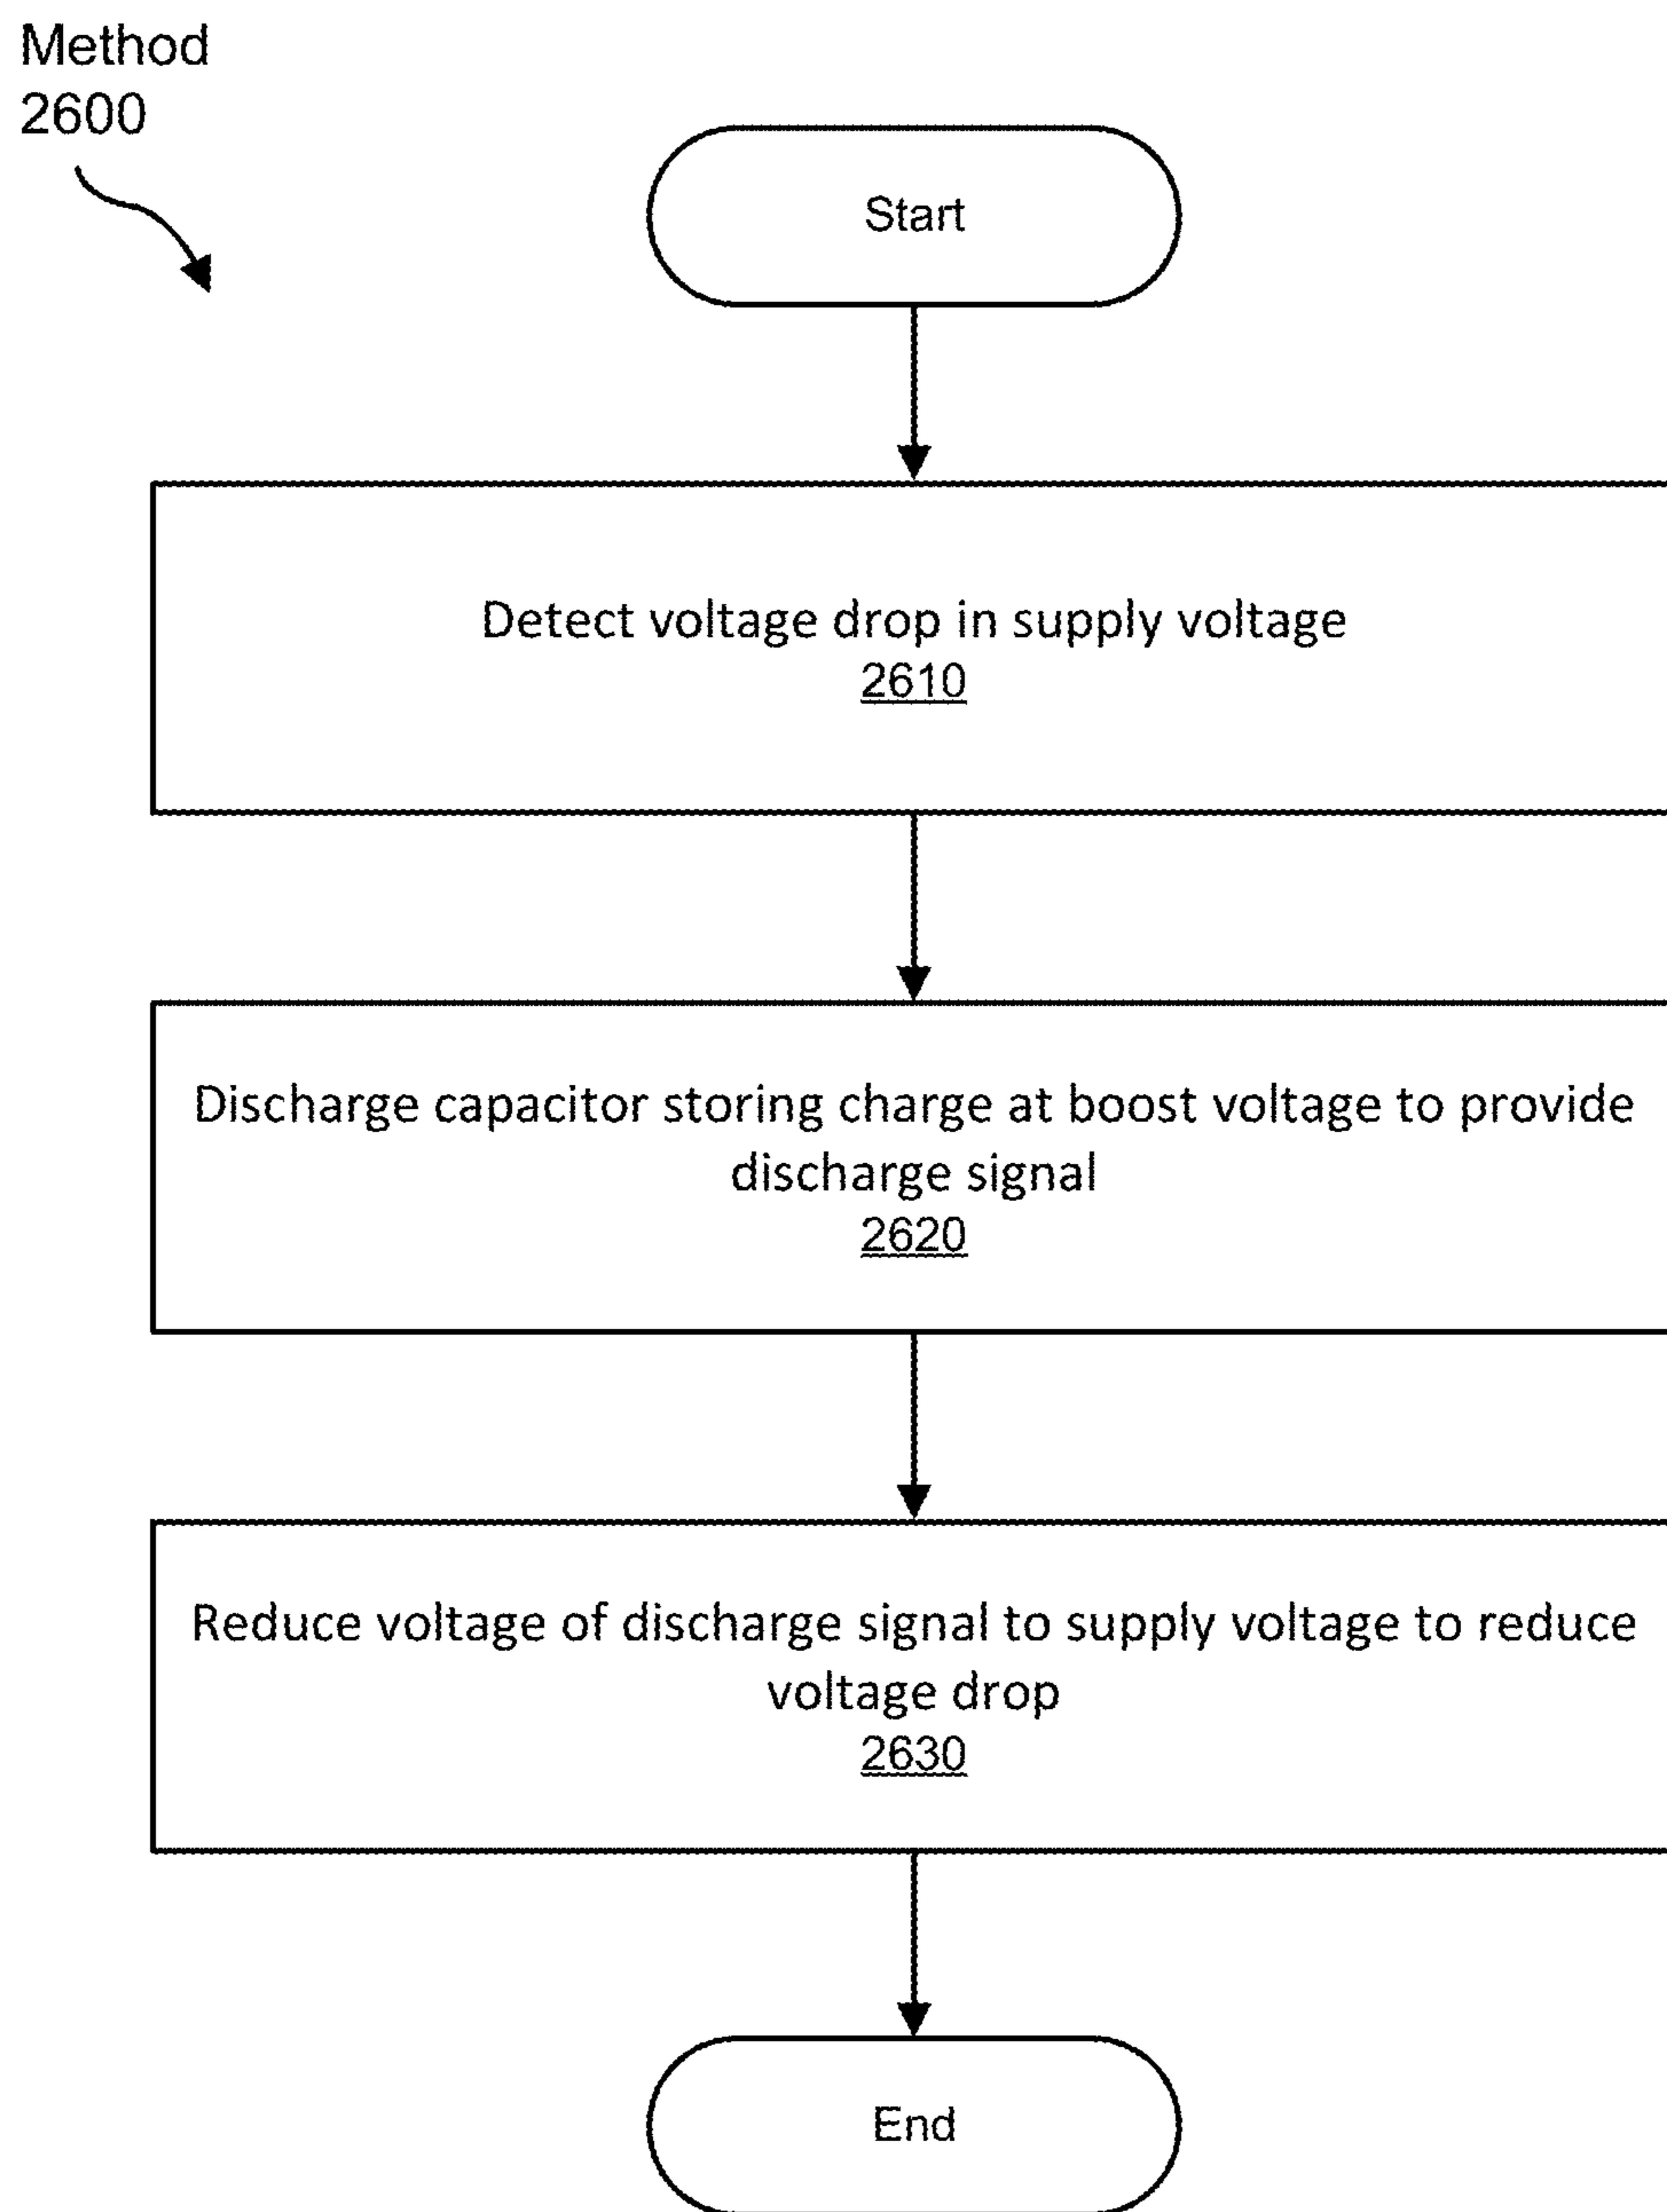 Method
2600
Start
Detect voltage drop in supply voltage
2610
Discharge capacitor storing charge at boost voltage to provide
discharge signal
2620
Reduce voltage of discharge signal to supply voltage to reduce
voltage drop
2630
End